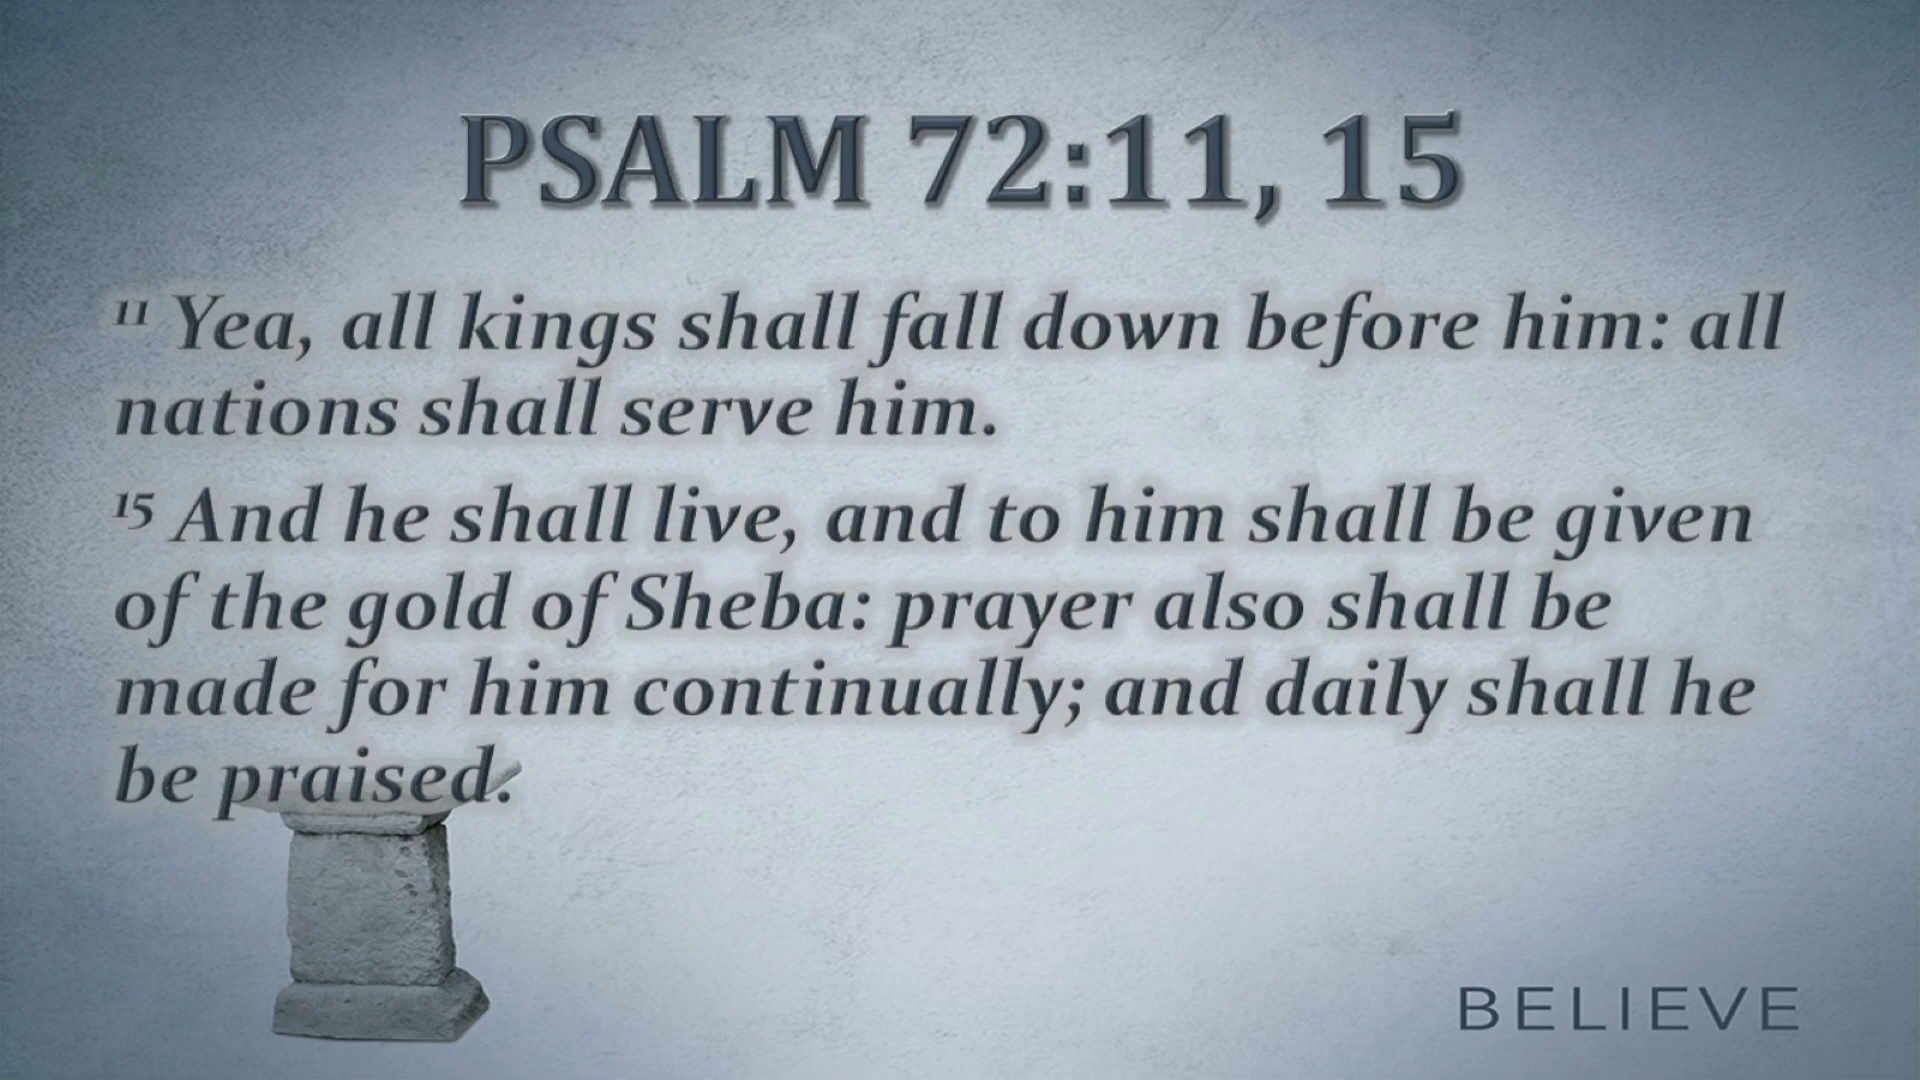 PSALM 72:11, 15
11 Yea, all kings shall fall down before him: all
nations shall serve him.
15 And he shall live, and to him shall be given
of the gold of Sheba: prayer also shall be
made for him continually; and daily shall he
be praised.
BELIEVE